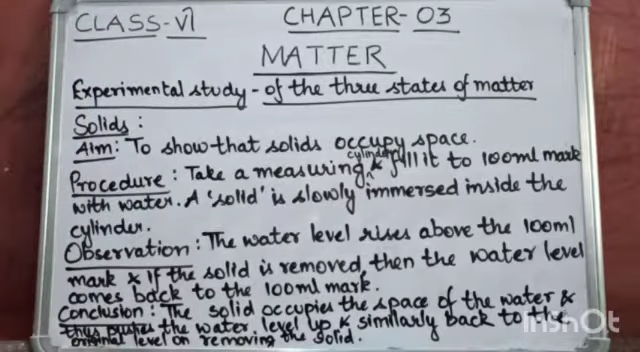 CLASS-VI CHAPTER-03
MATTER
Experimental study - of the three states of matter
Solids :
Aim: To show that solids occupy space.
Procedure : Take a measuring cylinder & fill it to 100ml mark
with water. A 'solid' is slowly immersed inside the
cylinder.
Observation : The water level rises above the 100ml
mark & If the solid is removed, then the water level
comes back to the 100ml mark.
Conclusion : The solid occupies the space of the water &
thus pushes the water level up & similarly back to the
original level on removing the solid.
InShOt